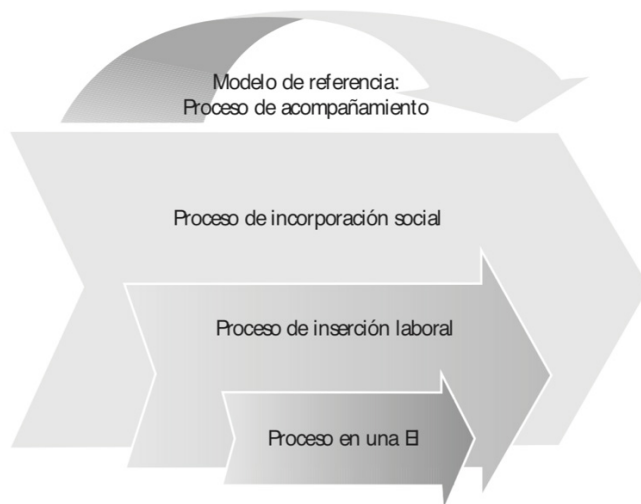 Modelo de referencia:
Proceso de acompañamiento
Proceso de incorporación social
Proceso de inserción laboral
Proceso en una EI